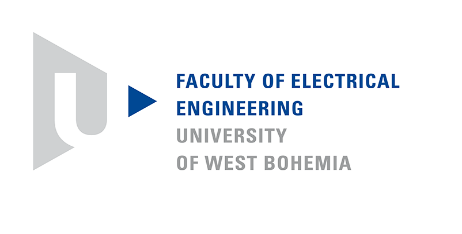 FACULTY OF ELECTRICAL
ENGINEERING
UNIVERSITY
OF WEST BOHEMIA